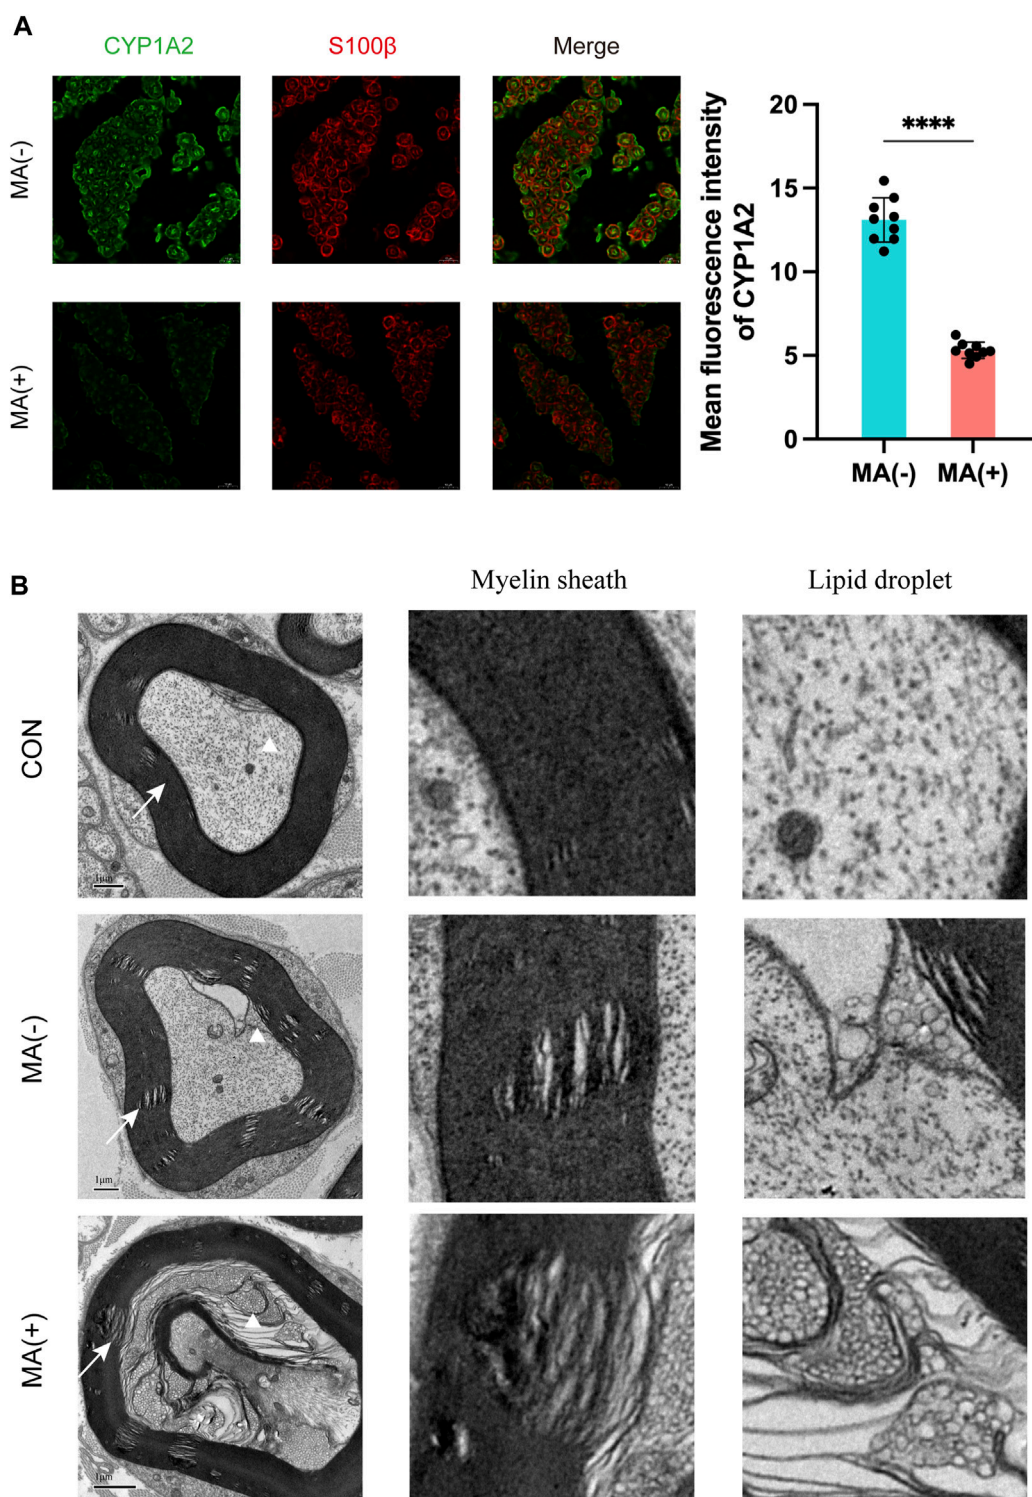 A
CYP1A2
S100β
Merge
MA(-)
MA(+)
Mean fluorescence intensity
of CYP1A2
20
15
10
5
0
****
MA(-)
MA(+)
B
Myelin sheath
Lipid droplet
CON
1μm
MA(-)
1μm
MA(+)
1μm